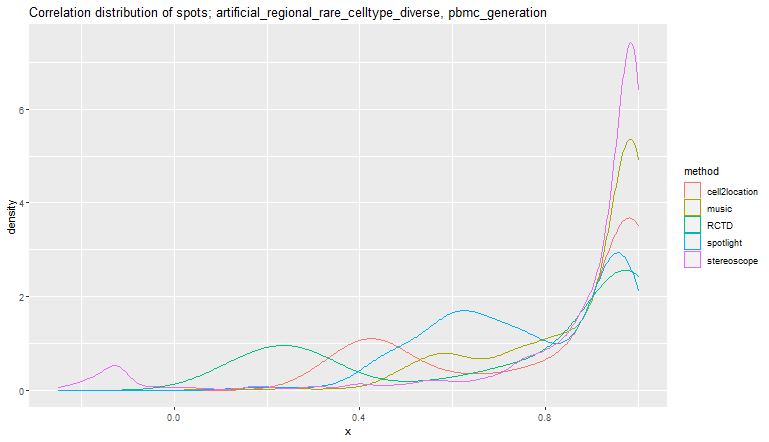 Correlation distribution of spots; artificial_regional_rare_celltype_diverse, pbmc_generation
6
4
2
0
density
0.0
0.4
0.8
x
method
cell2location
music
RCTD
spotlight
stereoscope